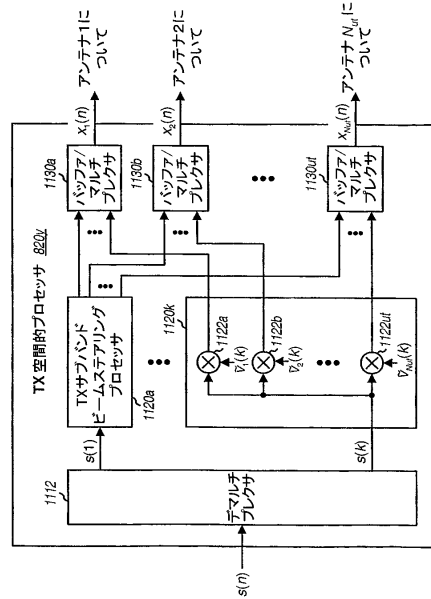 TX 空間的プロセッサ 820y
s(n)
1112
デマルチ
プレクサ
s(1)
s(k)
TXサブバンド
ビームステアリング
プロセッサ
1120a
1120k
1122a
1122b
1122ut
v̂₁(k)
v̂₂(k)
v̂Nut(k)
1130a
バッファ/
マルチ
プレクサ
1130b
バッファ/
マルチ
プレクサ
1130ut
バッファ/
マルチ
プレクサ
x₁(n)
アンテナ1に
ついて
x₂(n)
アンテナ2に
ついて
xNut(n)
アンテナNutに
ついて